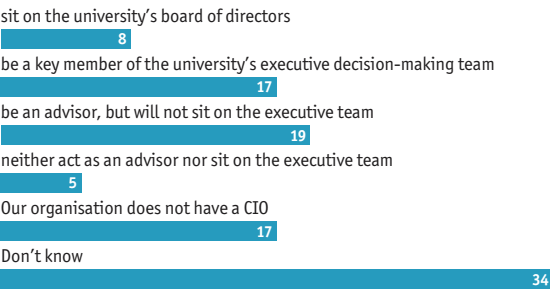 sit on the university’s board of directors
8
be a key member of the university’s executive decision-making team
17
be an advisor, but will not sit on the executive team
19
neither act as an advisor nor sit on the executive team
5
Our organisation does not have a CIO
17
Don’t know
34